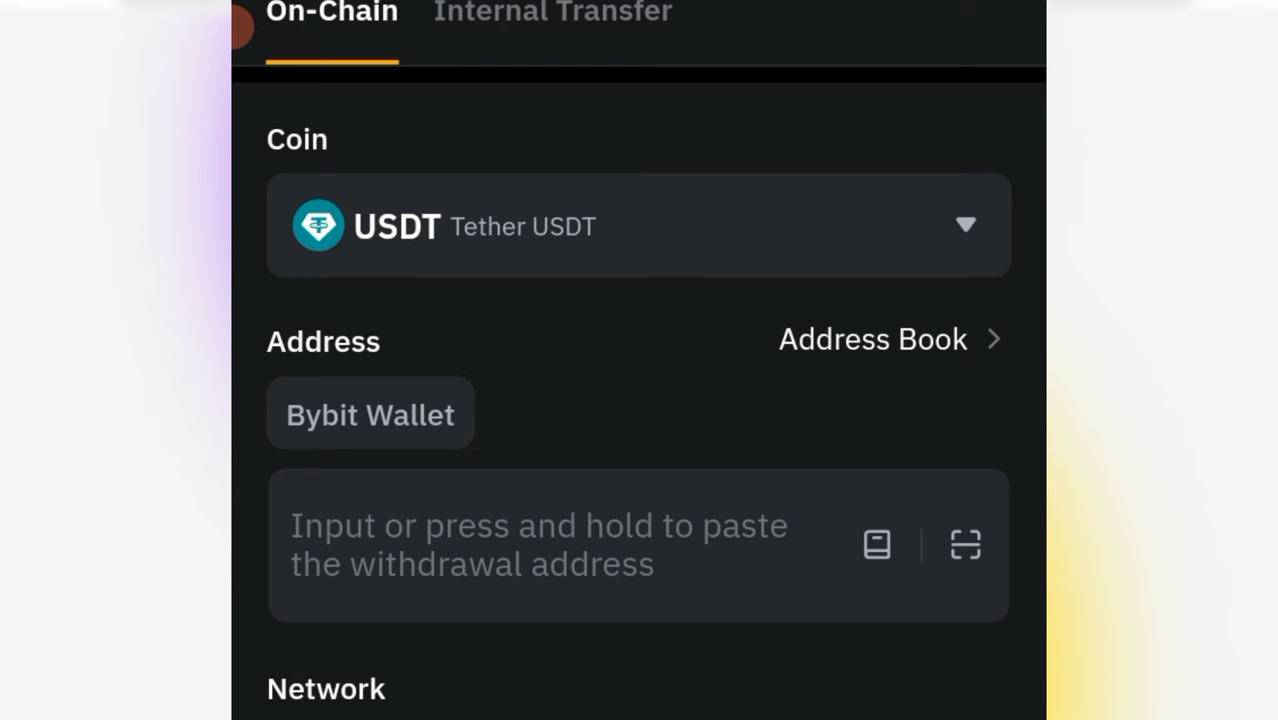 On-Chain Internal Transfer
Coin
USDT Tether USDT
Address Address Book
Bybit Wallet
Input or press and hold to paste
the withdrawal address
Network